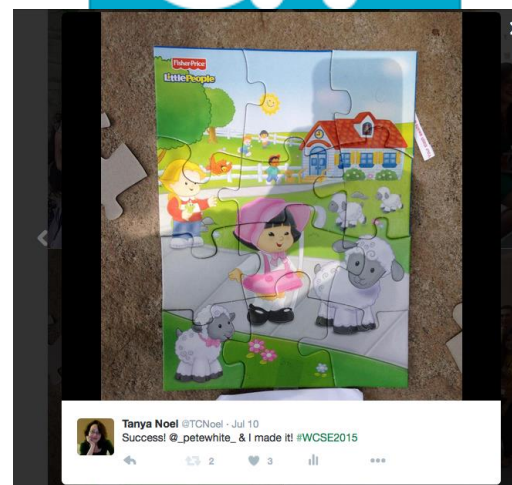 Fisher-Price
Little People
Tanya Noel @TCNoel - Jul 10
Success! @_petewhite_ & I made it! #WCSE2015
2
3